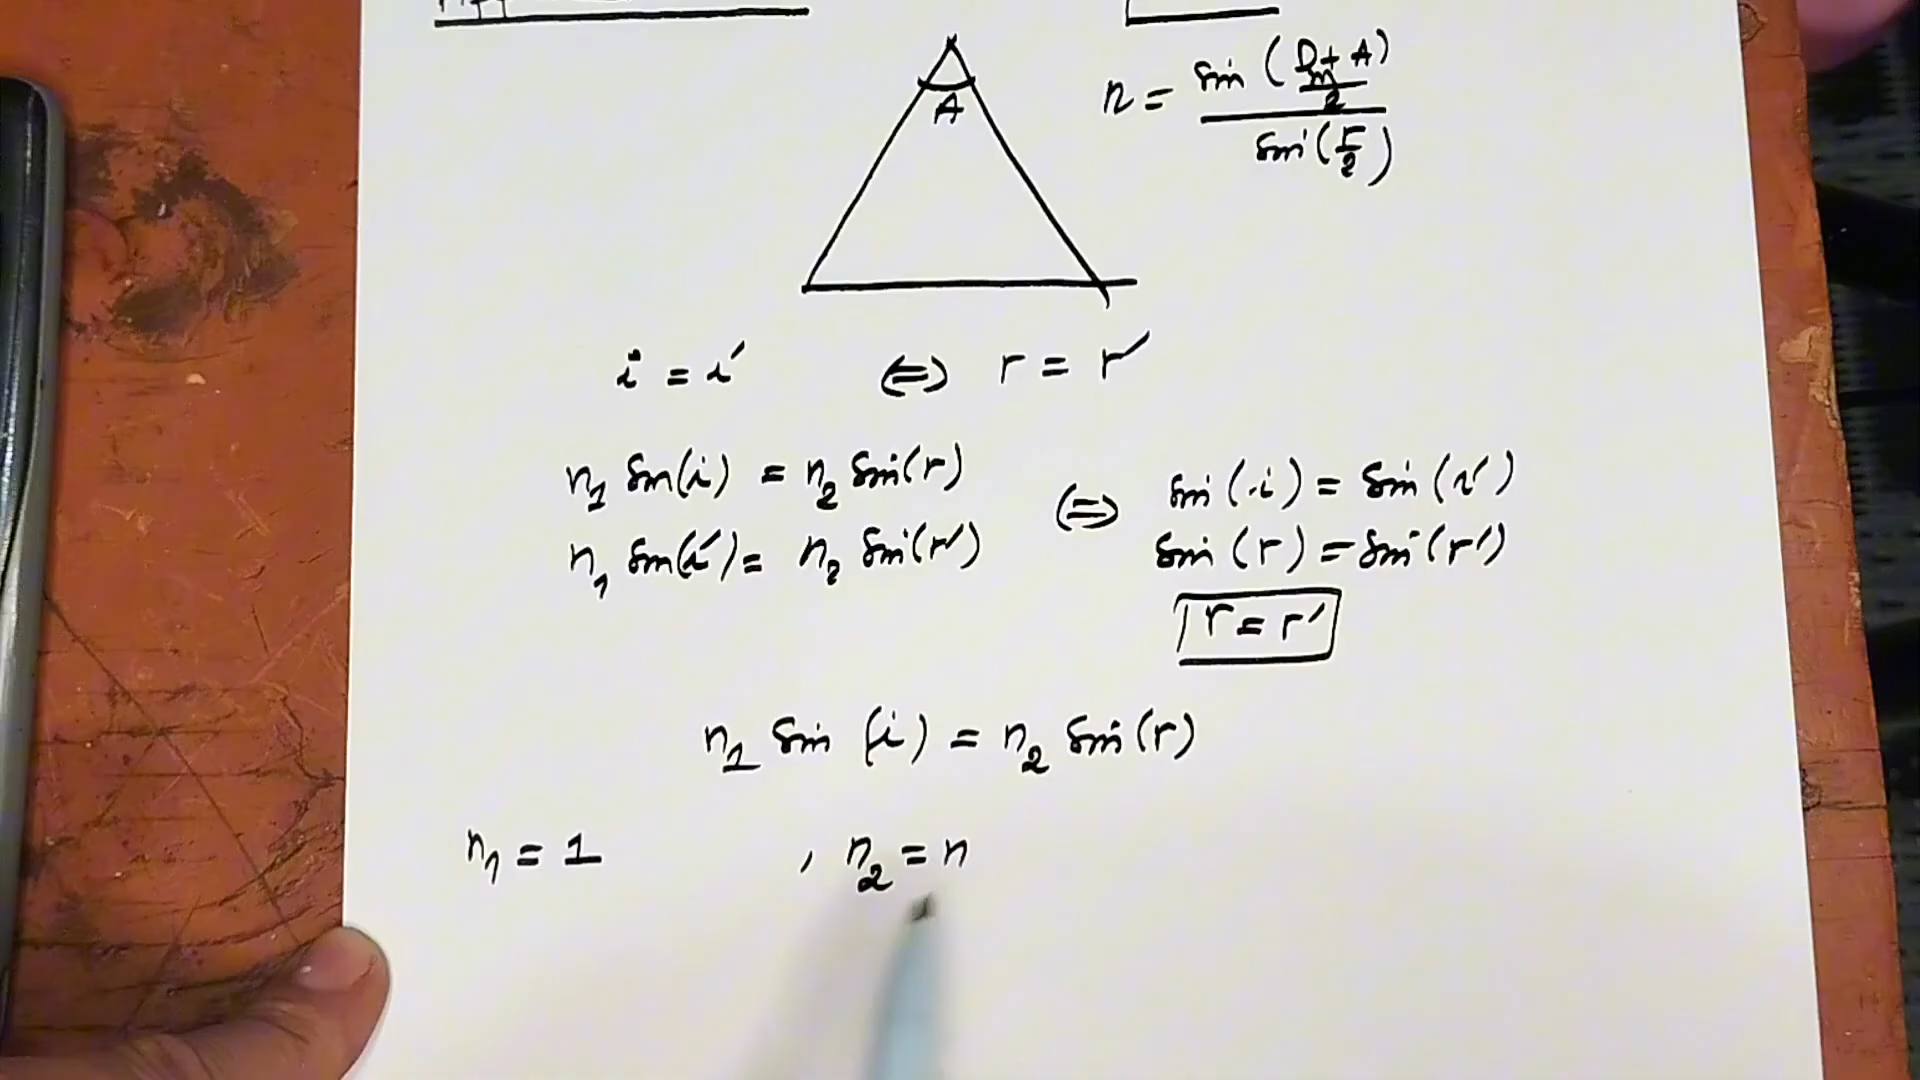 A
n = sin (Dm + A / 2) / sin (r/2)
i = i′ ⇔ r = r′
n₁ sin(i) = n₂ sin(r)
n₁ sin(i′) = n₂ sin(r′)
⇔ sin (i) = sin (i′)
sin (r) = sin (r′)
r = r′
n₁ sin (i) = n₂ sin (r)
n₁ = 1 , n₂ = n